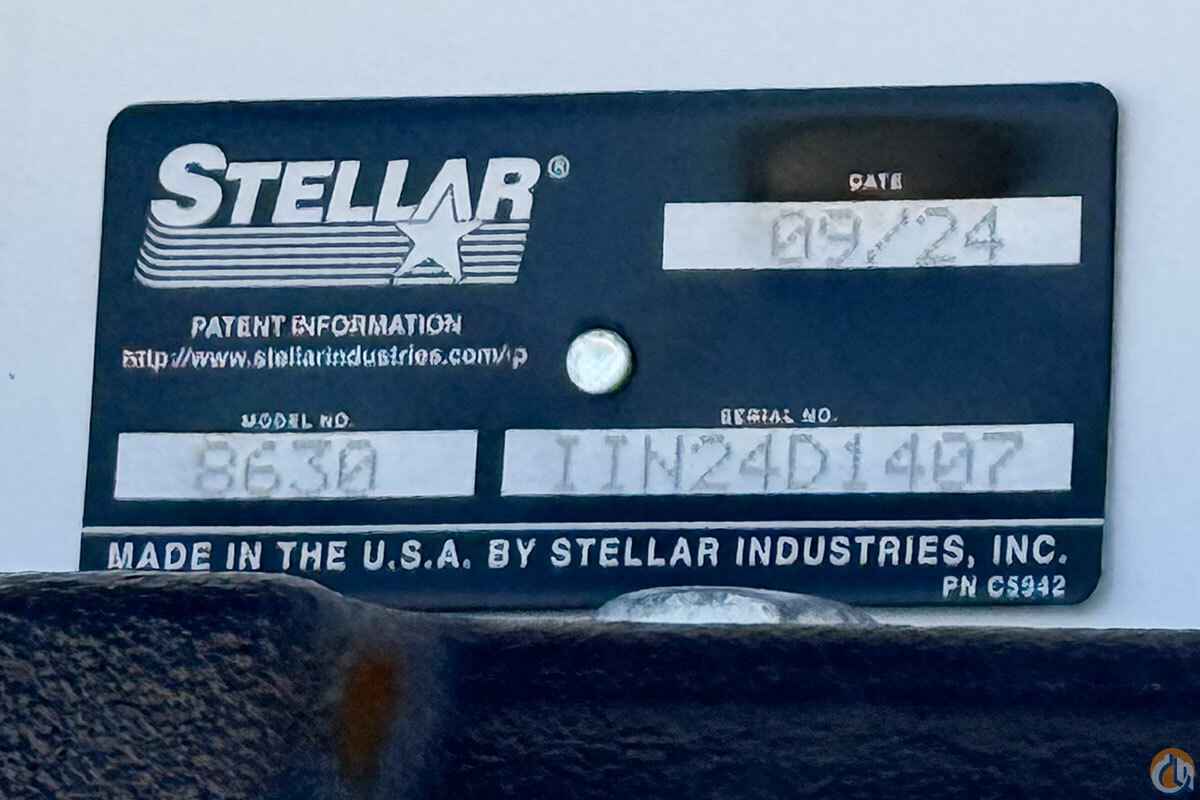 STELLAR®
DATE
09/24
PATENT INFORMATION
http://www.stellarindustries.com/ip
MODEL NO.
8630
SERIAL NO.
IIN24D1407
MADE IN THE U.S.A. BY STELLAR INDUSTRIES, INC.
PN C5942